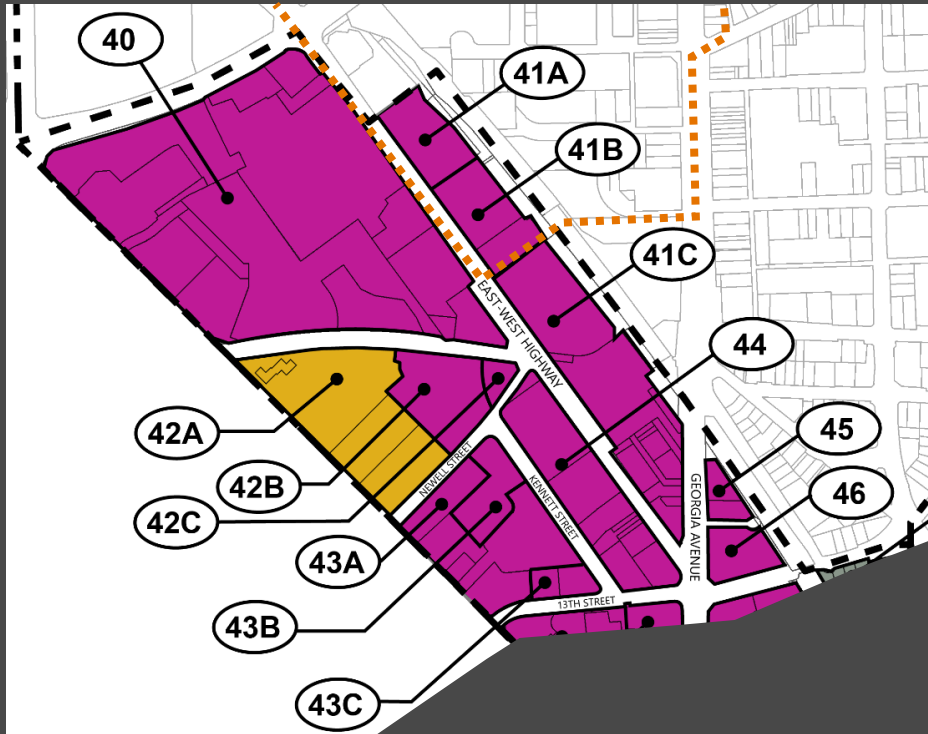 40
41A
41B
41C
EAST-WEST HIGHWAY
44
42A
45
42B
NEWELL STREET
KENNETT STREET
GEORGIA AVENUE
46
42C
43A
13TH STREET
43B
43C